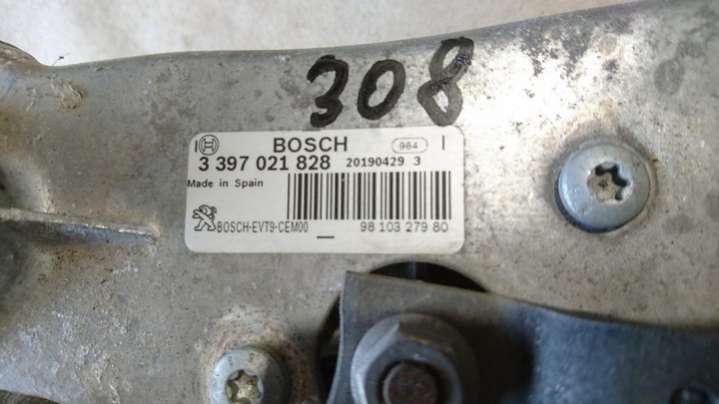 308
BOSCH 984
3 397 021 828 20190429 3
Made in Spain
BOSCH-EVT9-CEM00 98 103 279 80